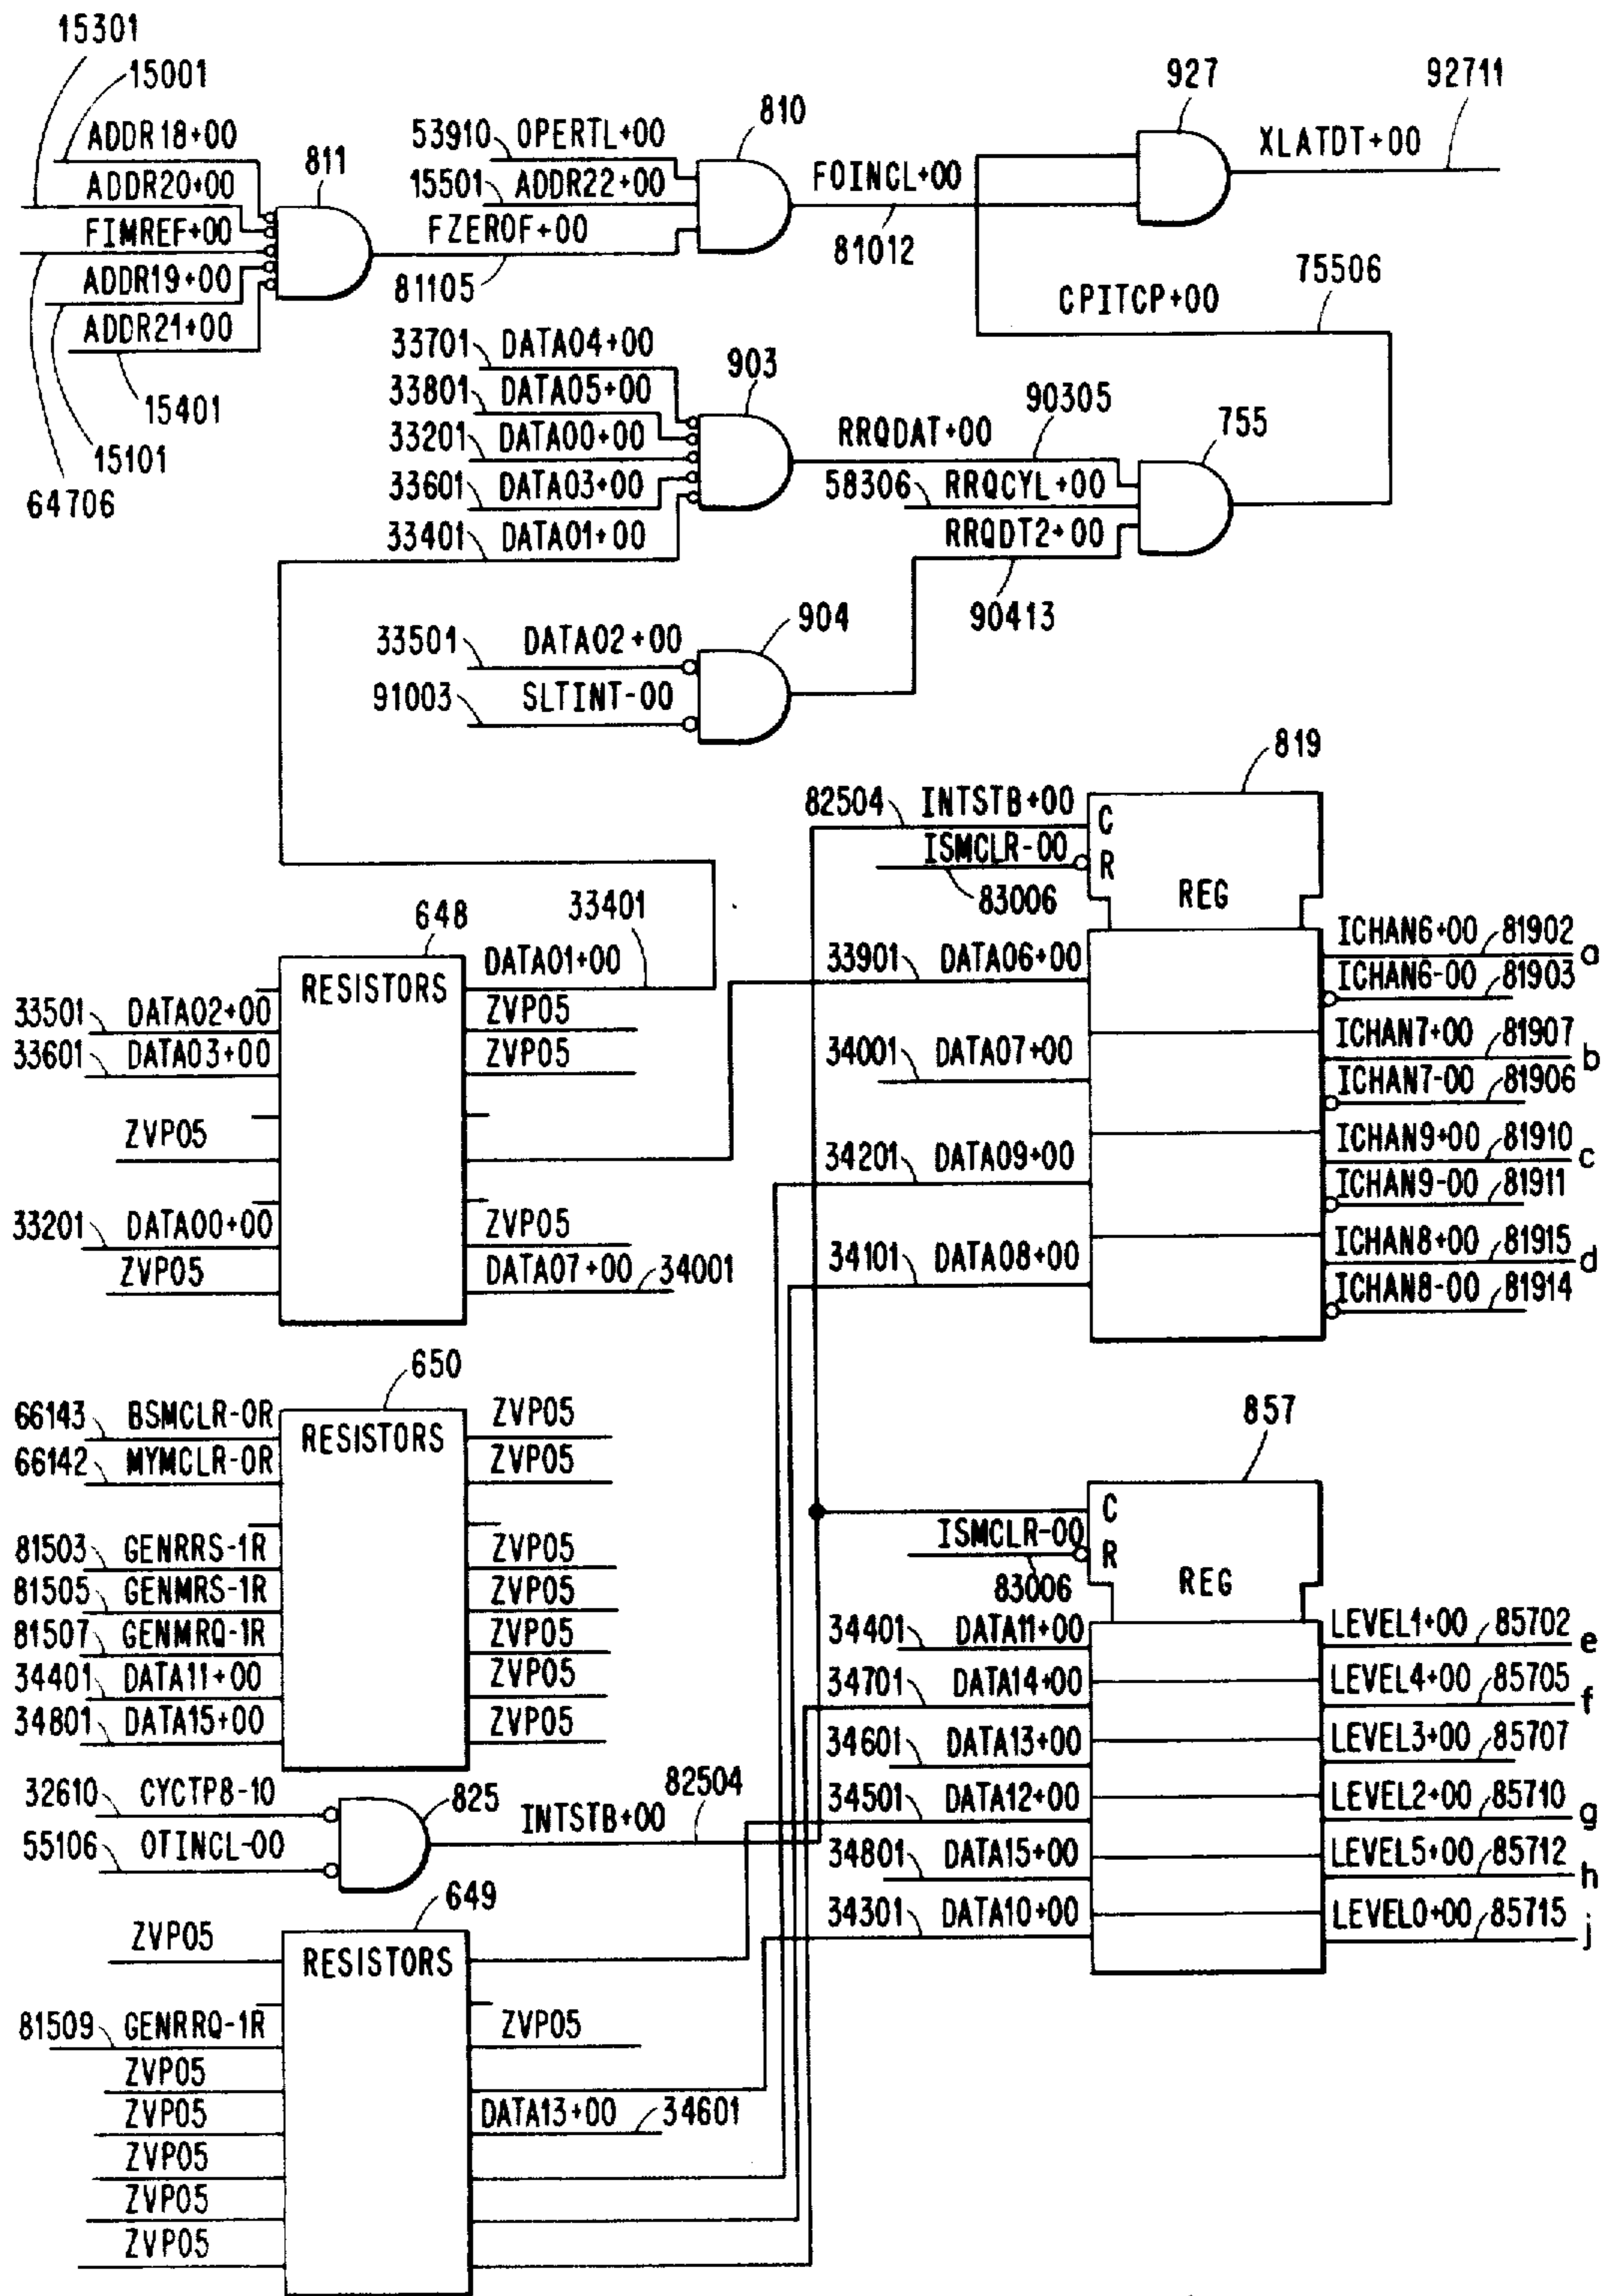 15301
15001
ADDR18+00
ADDR20+00
811
FIMREF+00
ADDR19+00
ADDR21+00
15401
15101
64706
53910 OPERTL+00
810
15501 ADDR22+00
FZEROF+00
81105
FOINCL+00
81012
927
92711
XLATDT+00
CPITCP+00
75506
33701 DATA04+00
903
33801 DATA05+00
33201 DATA00+00
33601 DATA03+00
33401 DATA01+00
RRQDAT+00
90305
755
58306 RRQCYL+00
RRQDT2+00
90413
904
33501 DATA02+00
91003 SLTINT-00
819
82504 INTSTB+00
C
ISMCLR-00
R
83006
REG
33901 DATA06+00
34001 DATA07+00
34201 DATA09+00
34101 DATA08+00
ICHAN6+00 81902 a
ICHAN6-00 81903
ICHAN7+00 81907 b
ICHAN7-00 81906
ICHAN9+00 81910 c
ICHAN9-00 81911
ICHAN8+00 81915 d
ICHAN8-00 81914
648
33401
RESISTORS
DATA01+00
33501 DATA02+00
ZVP05
33601 DATA03+00
ZVP05
ZVP05
33201 DATA00+00
ZVP05
ZVP05
DATA07+00 34001
650
66143 BSMCLR-0R
RESISTORS
ZVP05
66142 MYMCLR-0R
ZVP05
81503 GENRRS-1R
ZVP05
81505 GENMRS-1R
ZVP05
81507 GENMRQ-1R
ZVP05
34401 DATA11+00
ZVP05
34801 DATA15+00
ZVP05
32610 CYCTP8-10
825
82504
INTSTB+00
55106 OTINCL-00
857
C
ISMCLR-00
R
83006
REG
34401 DATA11+00
34701 DATA14+00
34601 DATA13+00
34501 DATA12+00
34801 DATA15+00
34301 DATA10+00
LEVEL1+00 85702 e
LEVEL4+00 85705 f
LEVEL3+00 85707
LEVEL2+00 85710 g
LEVEL5+00 85712 h
LEVEL0+00 85715 j
649
ZVP05
RESISTORS
81509 GENRRQ-1R
ZVP05
ZVP05
ZVP05
DATA13+00 34601
ZVP05
ZVP05
ZVP05